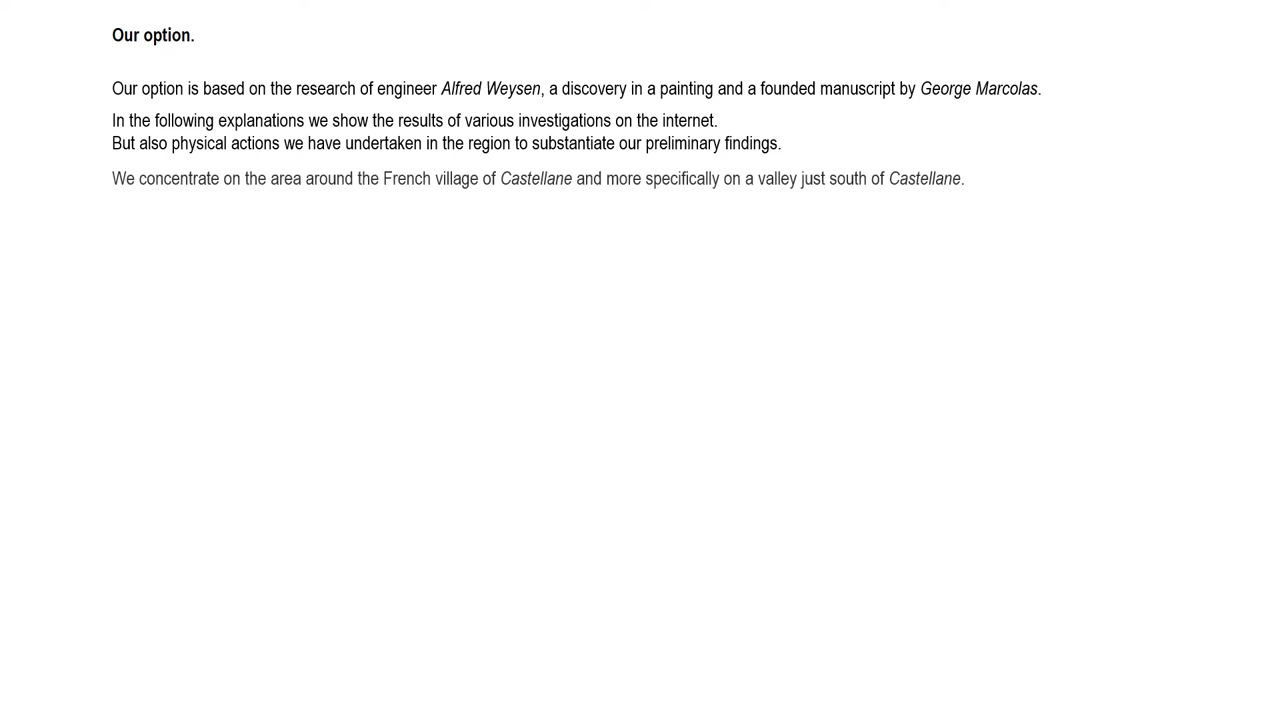 Our option.
Our option is based on the research of engineer Alfred Weysen, a discovery in a painting and a founded manuscript by George Marcolas.
In the following explanations we show the results of various investigations on the internet.
But also physical actions we have undertaken in the region to substantiate our preliminary findings.
We concentrate on the area around the French village of Castellane and more specifically on a valley just south of Castellane.